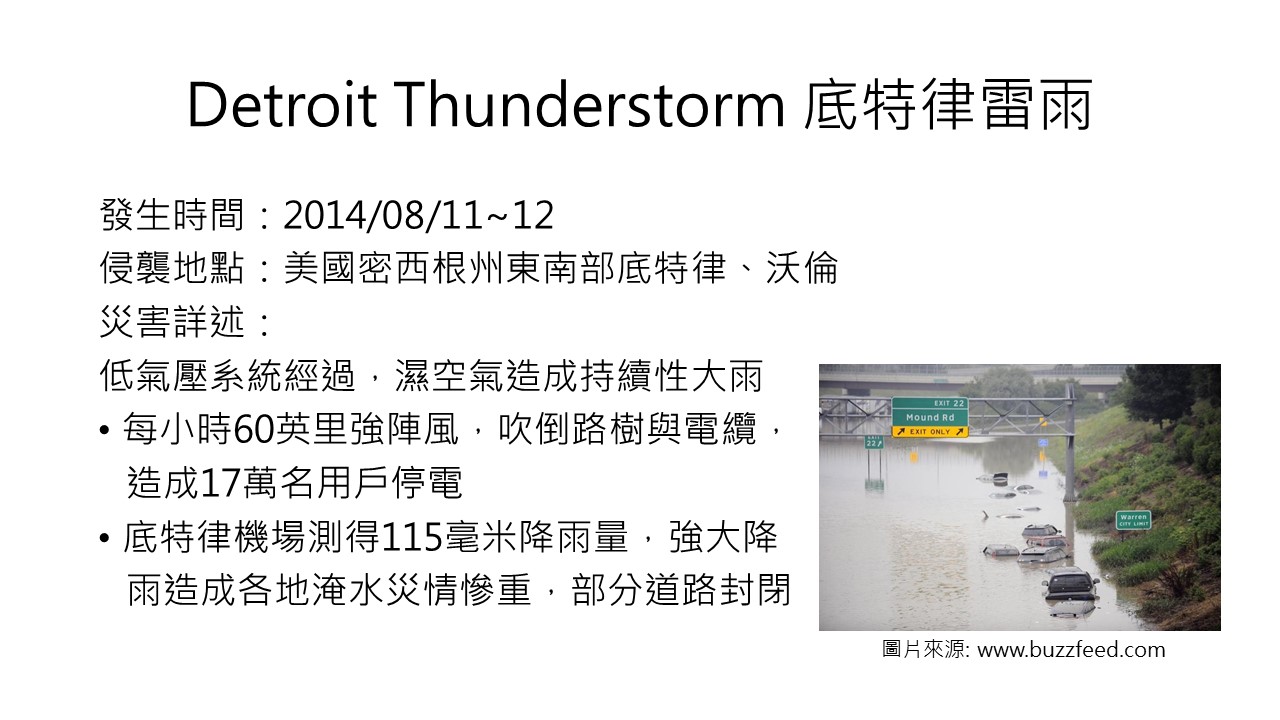 Detroit Thunderstorm 底特律雷雨
發生時間：2014/08/11~12
侵襲地點：美國密西根州東南部底特律、沃倫
災害詳述：
低氣壓系統經過，濕空氣造成持續性大雨
• 每小時60英里強陣風，吹倒路樹與電纜，
造成17萬名用戶停電
• 底特律機場測得115毫米降雨量，強大降
雨造成各地淹水災情慘重，部分道路封閉
EXIT 22
Mound Rd
EXIT ONLY
EXIT
22
Warren
CITY LIMIT
圖片來源: www.buzzfeed.com